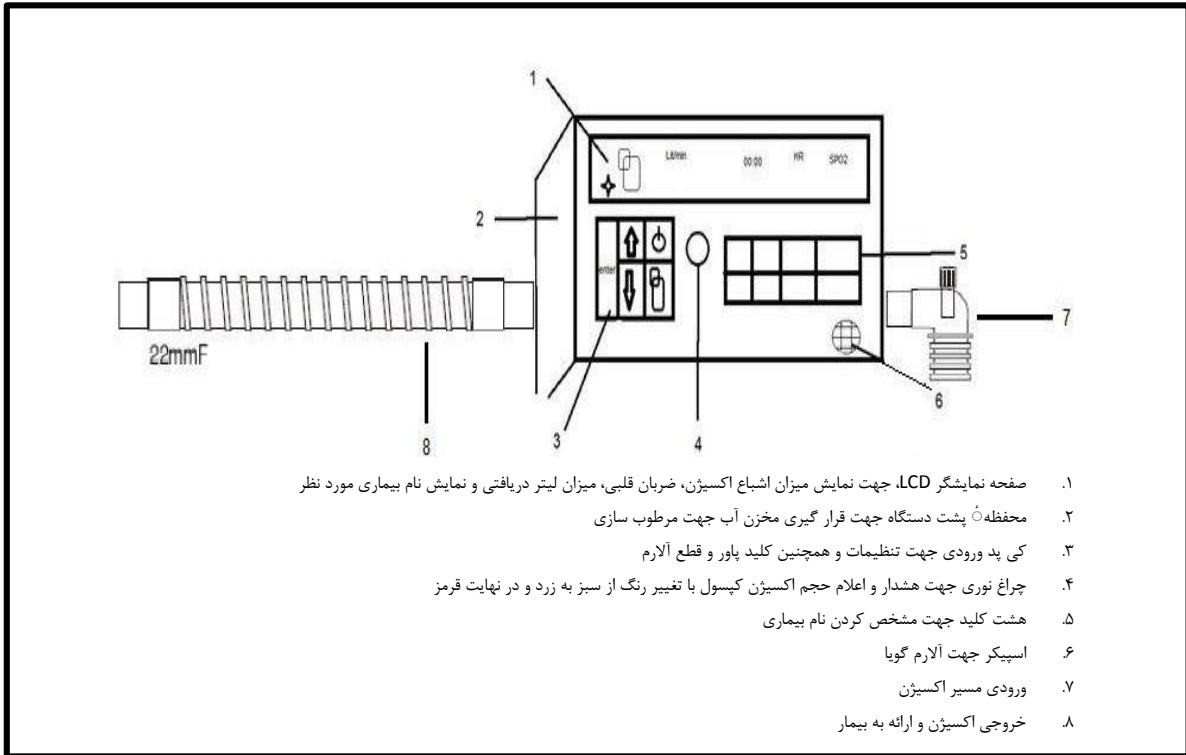 1
Lit/min 00:00 HR SPO2
2
5
enter
7
22mmF
6
8
3
4
۱. صفحه نمایشگر LCD، جهت نمایش میزان اشباع اکسیژن، ضربان قلبی، میزان لیتر دریافتی و نمایش نام بیماری مورد نظر
۲. محفظهٔ پشت دستگاه جهت قرار گیری مخزن آب جهت مرطوب سازی
۳. کی پد ورودی جهت تنظیمات و همچنین کلید پاور و قطع آلارم
۴. چراغ نوری جهت هشدار و اعلام حجم اکسیژن کپسول با تغییر رنگ از سبز به زرد و در نهایت قرمز
۵. هشت کلید جهت مشخص کردن نام بیماری
۶. اسپیکر جهت آلارم گویا
۷. ورودی مسیر اکسیژن
۸. خروجی اکسیژن و ارائه به بیمار